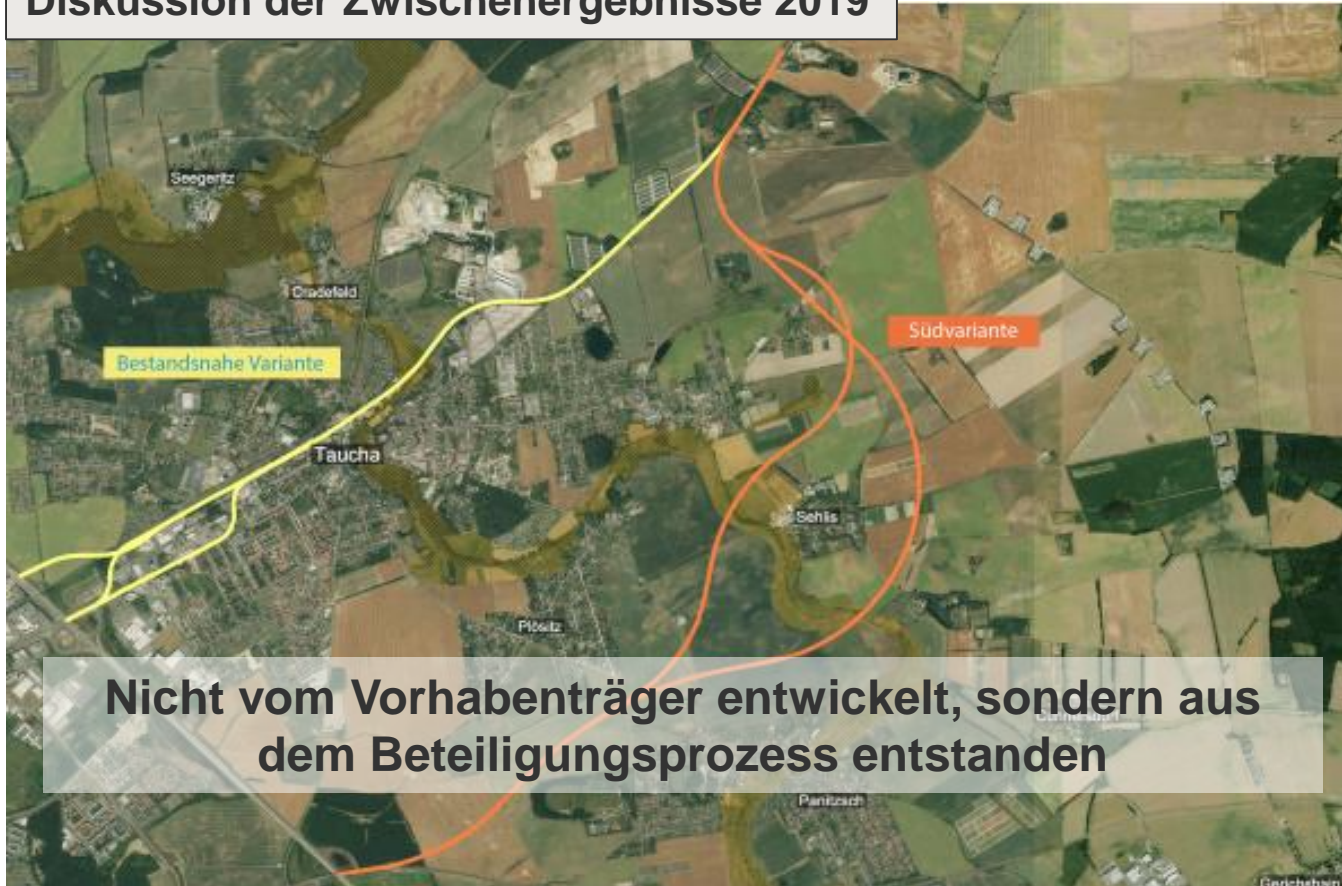 Diskussion der Zwischenergebnisse 2019
Seegeritz
Cradefeld
Bestandsnahe Variante
Südvariante
Taucha
Sehlis
Plösitz
Nicht vom Vorhabenträger entwickelt, sondern aus
dem Beteiligungsprozess entstanden
Panitzsch